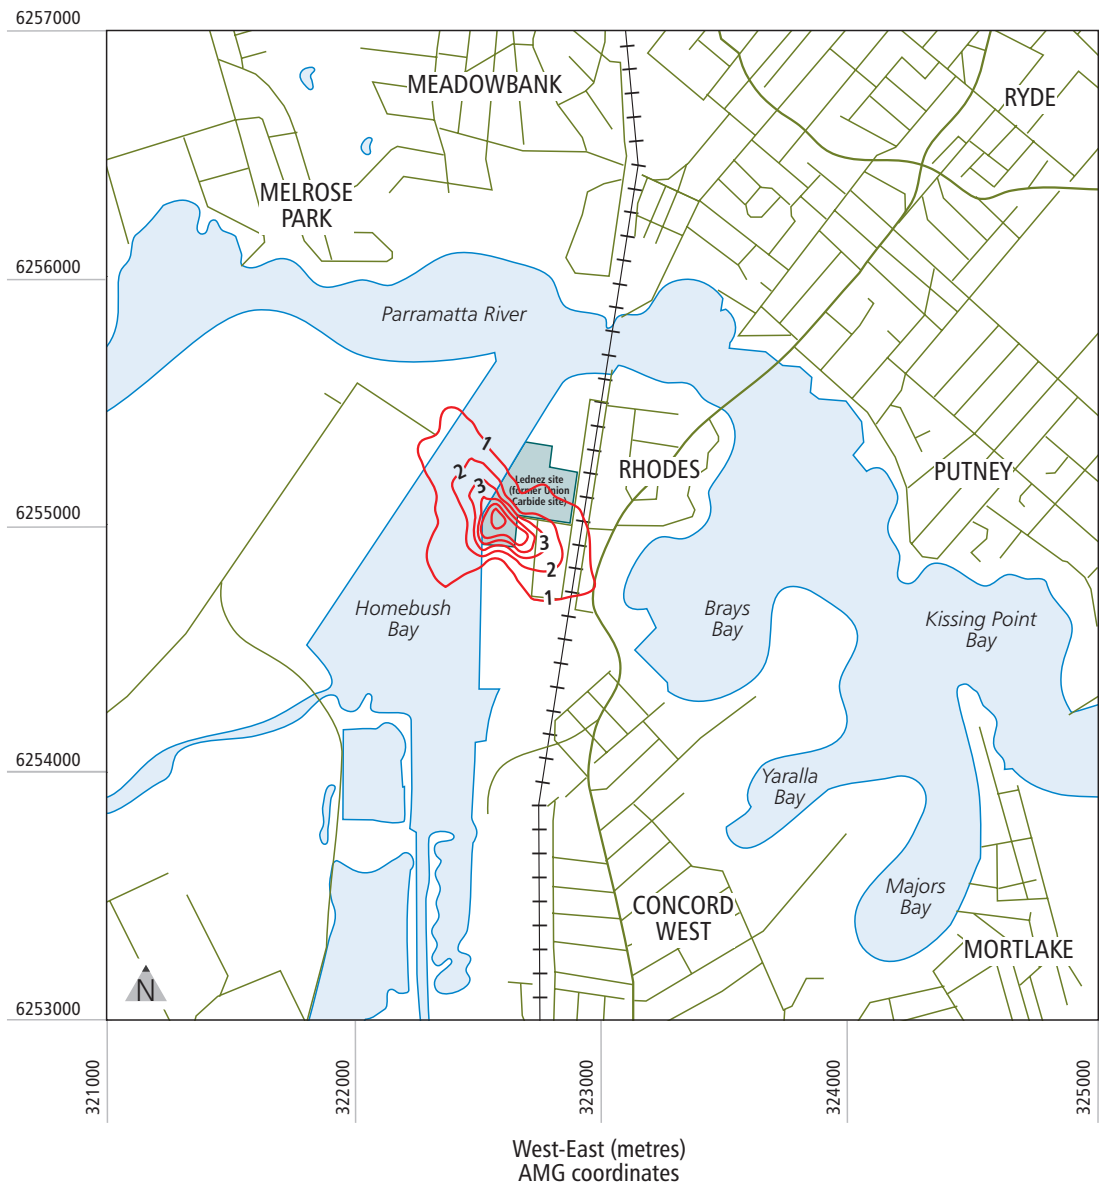 6257000
MEADOWBANK
RYDE
MELROSE
PARK
6256000
Parramatta River
1
2
3
Lednez site
(former Union
Carbide site)
RHODES
PUTNEY
6255000
3
2
1
Homebush
Bay
Brays
Bay
Kissing Point
Bay
6254000
Yaralla
Bay
Majors
Bay
CONCORD
WEST
MORTLAKE
N
6253000
321000
322000
323000
324000
325000
West-East (metres)
AMG coordinates